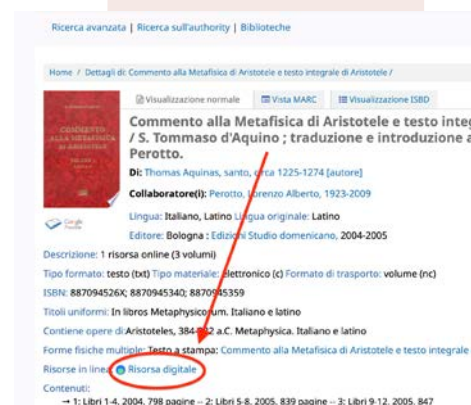 Ricerca avanzata | Ricerca sull'authority | Biblioteche
Home / Dettagli di: Commento alla Metafisica di Aristotele e testo integrale di Aristotele /
Visualizzazione normale Vista MARC Visualizzazione ISBD
COMMENTO
ALLA METAFISICA
DI ARISTOTELE
Commento alla Metafisica di Aristotele e testo integ
/ S. Tommaso d'Aquino ; traduzione e introduzione a
Perotto.
Di: Thomas Aquinas, santo, circa 1225-1274 [autore]
Collaboratore(i): Perotto, Lorenzo Alberto, 1923-2009
Lingua: Italiano, Latino Lingua originale: Latino
Editore: Bologna : Edizioni Studio domenicano, 2004-2005
Descrizione: 1 risorsa online (3 volumi)
Tipo formato: testo (txt) Tipo materiale: elettronico (c) Formato di trasporto: volume (nc)
ISBN: 887094526X; 8870945340; 8870945359
Titoli uniformi: In libros Metaphysicorum. Italiano e latino
Contiene opere di: Aristoteles, 384-322 a.C. Metaphysica. Italiano e latino
Forme fisiche multiple: Testo a stampa: Commento alla Metafisica di Aristotele e testo integrale
Risorse in linea: Risorsa digitale
Contenuti:
→ 1: Libri 1-4, 2004, 798 pagine -- 2: Libri 5-8, 2005, 839 pagine -- 3: Libri 9-12, 2005, 847